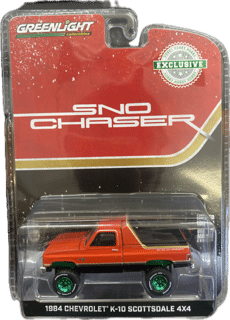 GREENLIGHT
EXCLUSIVE
SNO
CHASER
1984 CHEVROLET K-10 SCOTTSDALE 4X4